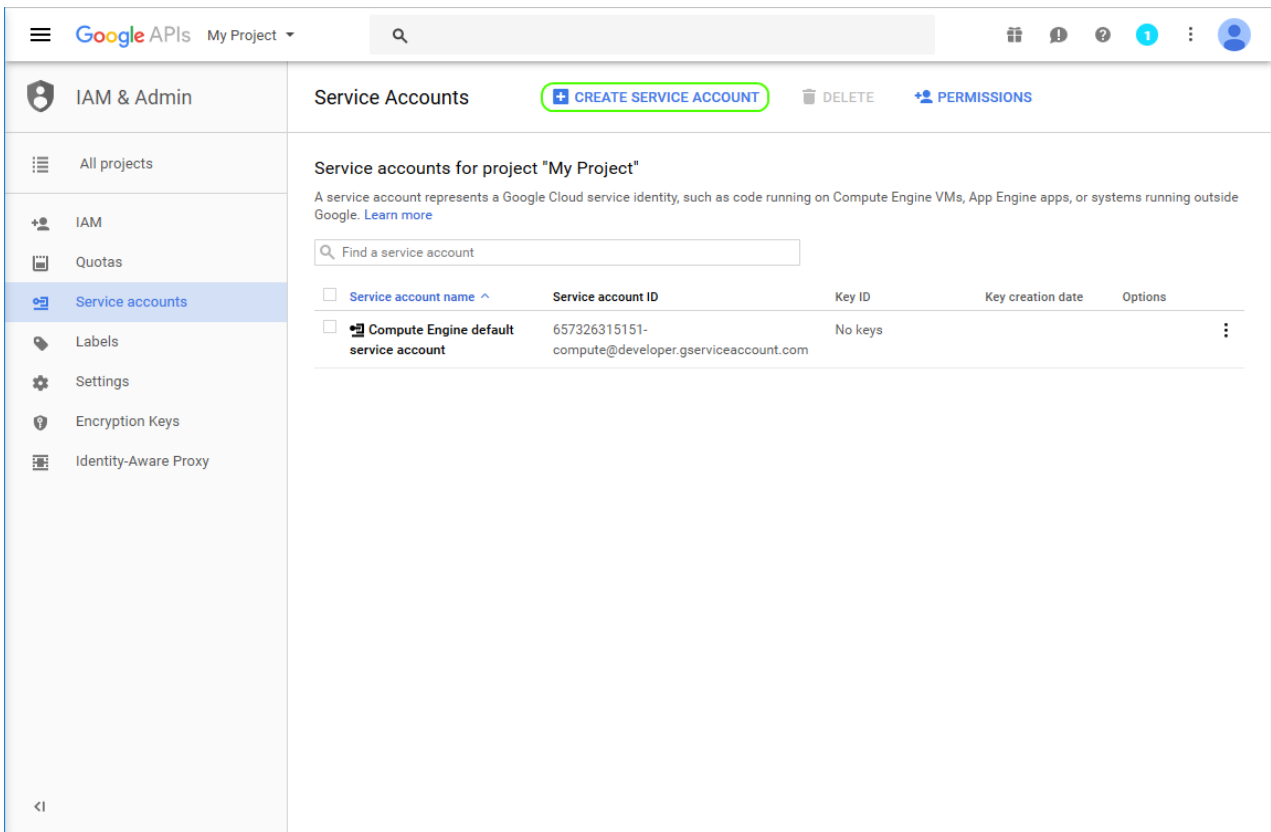 Google APIs My Project
1
IAM & Admin
Service Accounts CREATE SERVICE ACCOUNT DELETE PERMISSIONS
All projects
IAM
Quotas
Service accounts
Labels
Settings
Encryption Keys
Identity-Aware Proxy
Service accounts for project "My Project"
A service account represents a Google Cloud service identity, such as code running on Compute Engine VMs, App Engine apps, or systems running outside
Google. Learn more
Find a service account
Service account name Service account ID Key ID Key creation date Options
Compute Engine default 657326315151- No keys
service account compute@developer.gserviceaccount.com